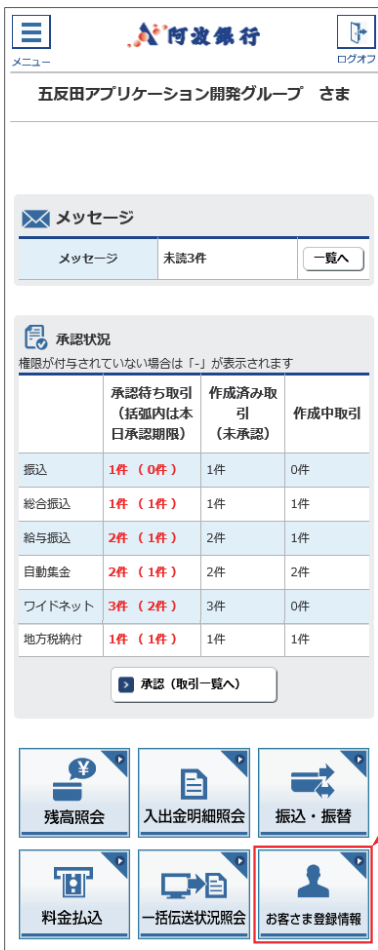 阿波銀行
メニュー
ログオフ
五反田アプリケーション開発グループ　さま
メッセージ
メッセージ 未読3件 一覧へ
承認状況
権限が付与されていない場合は「-」が表示されます
承認待ち取引
（括弧内は本
日承認期限）
作成済み取
引
（未承認）
作成中取引
振込 1件（ 0件 ） 1件 0件
総合振込 1件（ 1件 ） 1件 1件
給与振込 2件（ 1件 ） 2件 1件
自動集金 2件（ 1件 ） 2件 2件
ワイドネット 3件（ 2件 ） 3件 0件
地方税納付 1件（ 1件 ） 1件 1件
承認（取引一覧へ）
¥
残高照会 入出金明細照会 振込・振替
料金払込 一括伝送状況照会 お客さま登録情報